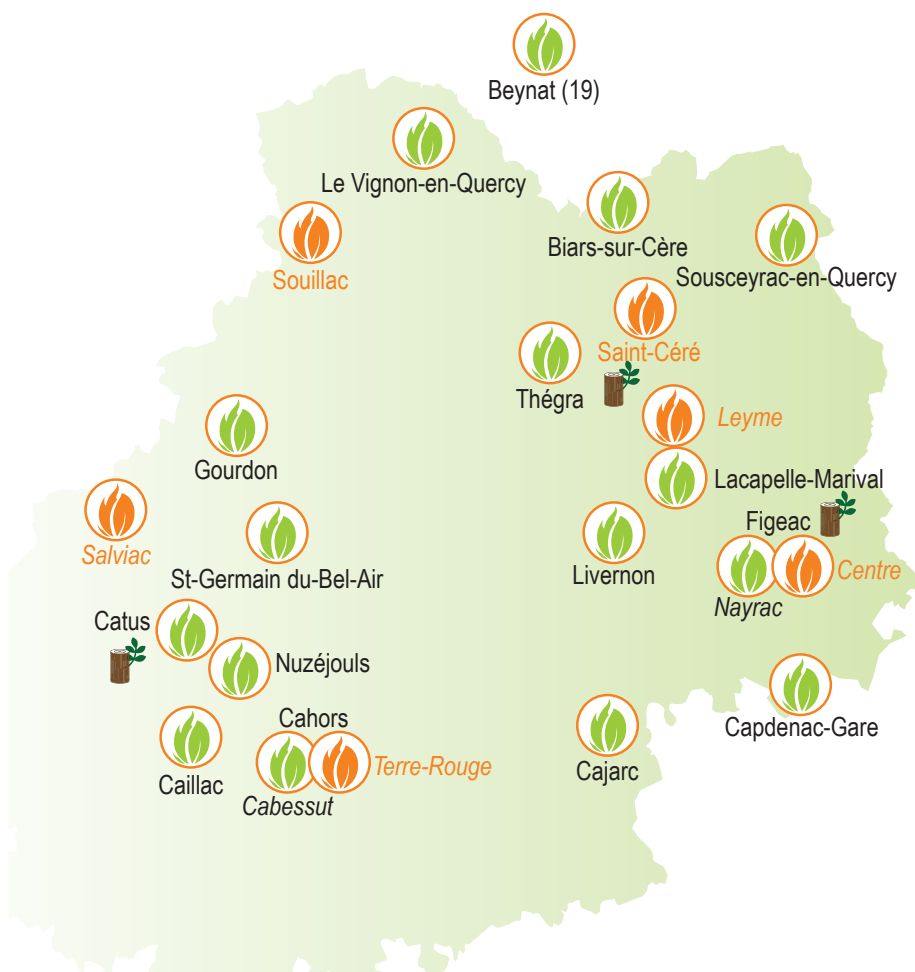 Beynat (19)
Le Vignon-en-Quercy
Biars-sur-Cère
Souillac
Sousceyrac-en-Quercy
Saint-Céré
Thégra
Leyme
Gourdon
Lacapelle-Marival
Figeac
Salviac
St-Germain du-Bel-Air
Livernon
Centre
Nayrac
Catus
Nuzéjouls
Cahors
Capdenac-Gare
Terre-Rouge
Cajarc
Caillac
Cabessut